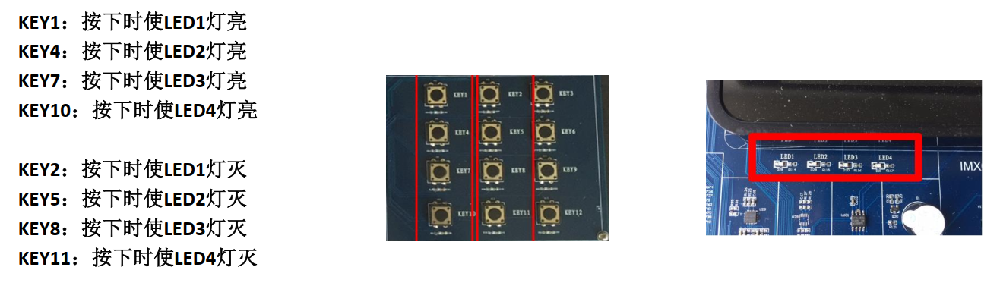 KEY1：按下时使LED1灯亮
KEY4：按下时使LED2灯亮
KEY7：按下时使LED3灯亮
KEY10：按下时使LED4灯亮
KEY2：按下时使LED1灯灭
KEY5：按下时使LED2灯灭
KEY8：按下时使LED3灯灭
KEY11：按下时使LED4灯灭
KEY1 KEY2 KEY3
KEY4 KEY5 KEY6
KEY7 KEY8 KEY9
KEY10 KEY11 KEY12
LED1 LED2 LED3 LED4
IMX